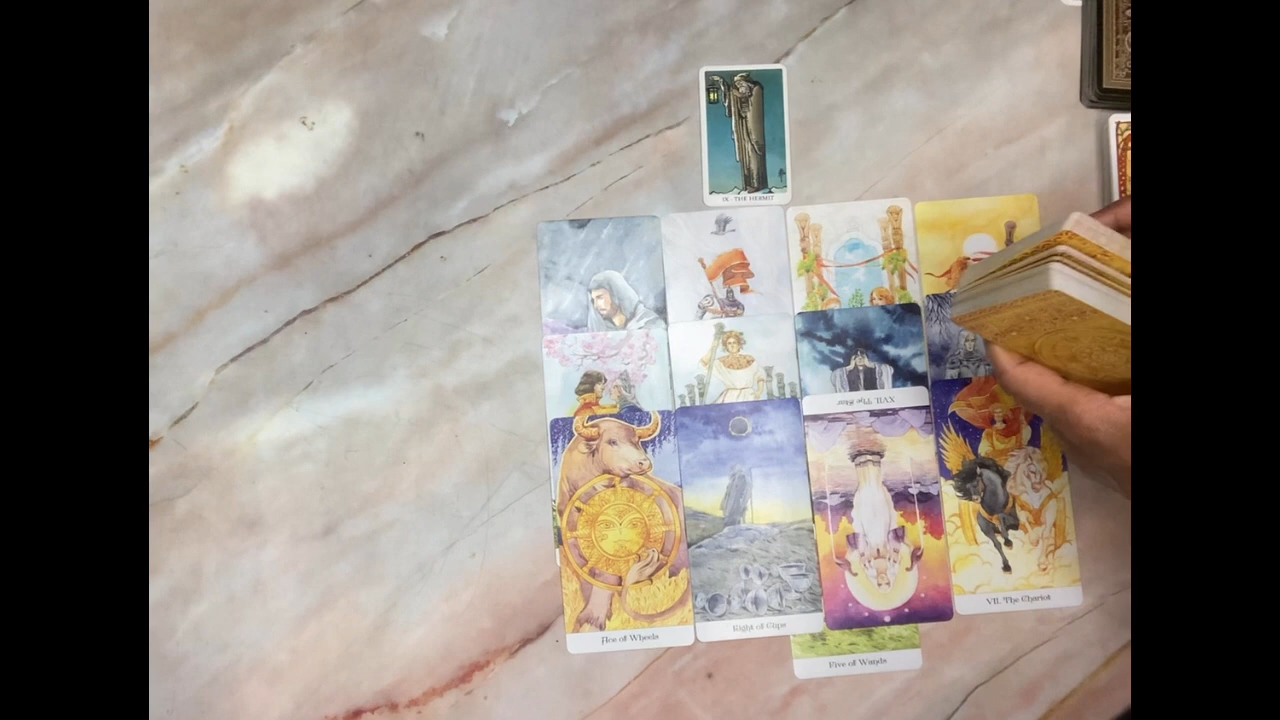 IX · THE HERMIT
XVII. The Star
Ace of Wheels
Eight of Cups
VII. The Chariot
Five of Wands